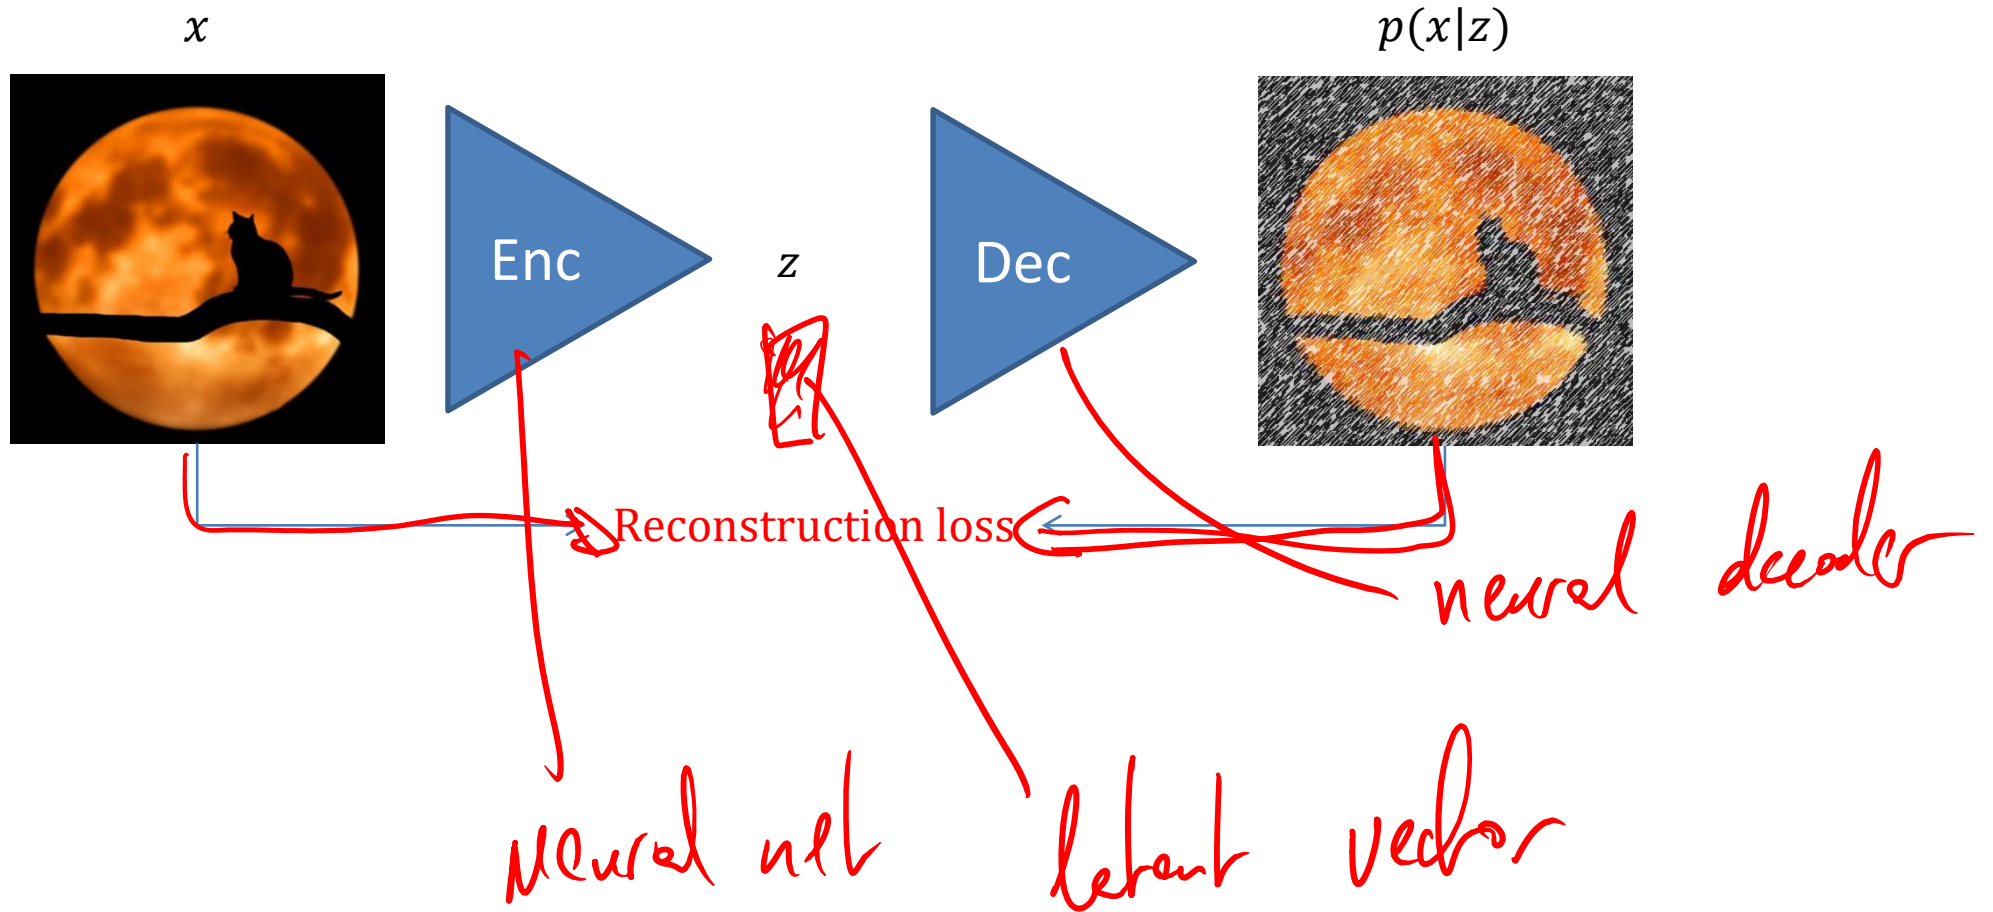 x
p(x|z)
Enc
z
Dec
Reconstruction loss
neural decoder
neural net
latent vector